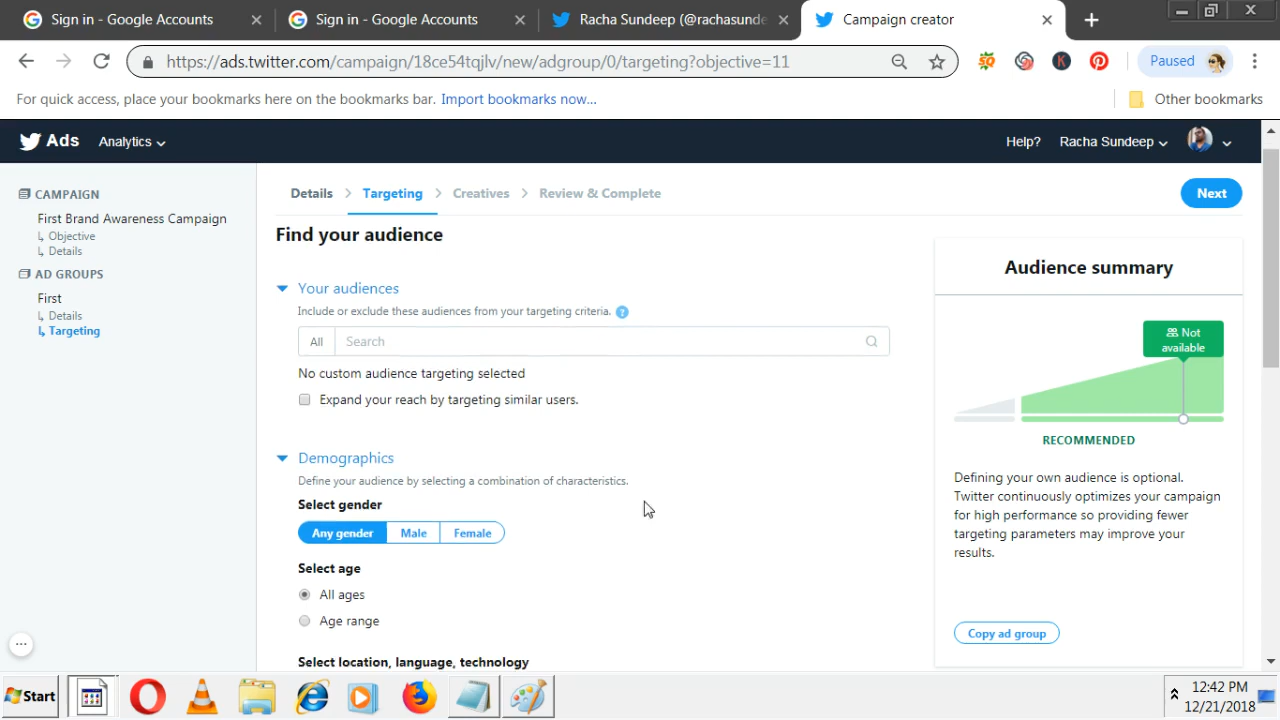 Sign in - Google Accounts
Sign in - Google Accounts
Racha Sundeep (@rachasunde
Campaign creator
https://ads.twitter.com/campaign/18ce54tqjlv/new/adgroup/0/targeting?objective=11
Paused
For quick access, place your bookmarks here on the bookmarks bar. Import bookmarks now...
Other bookmarks
Ads
Analytics
Help?
Racha Sundeep
CAMPAIGN
First Brand Awareness Campaign
Objective
Details
AD GROUPS
First
Details
Targeting
Details
Targeting
Creatives
Review & Complete
Next
Find your audience
Your audiences
Include or exclude these audiences from your targeting criteria. ?
All
Search
No custom audience targeting selected
Expand your reach by targeting similar users.
Demographics
Define your audience by selecting a combination of characteristics.
Select gender
Any gender
Male
Female
Select age
All ages
Age range
Select location, language, technology
Audience summary
Not
available
RECOMMENDED
Defining your own audience is optional.
Twitter continuously optimizes your campaign
for high performance so providing fewer
targeting parameters may improve your
results.
Copy ad group
Start
12:42 PM
12/21/2018